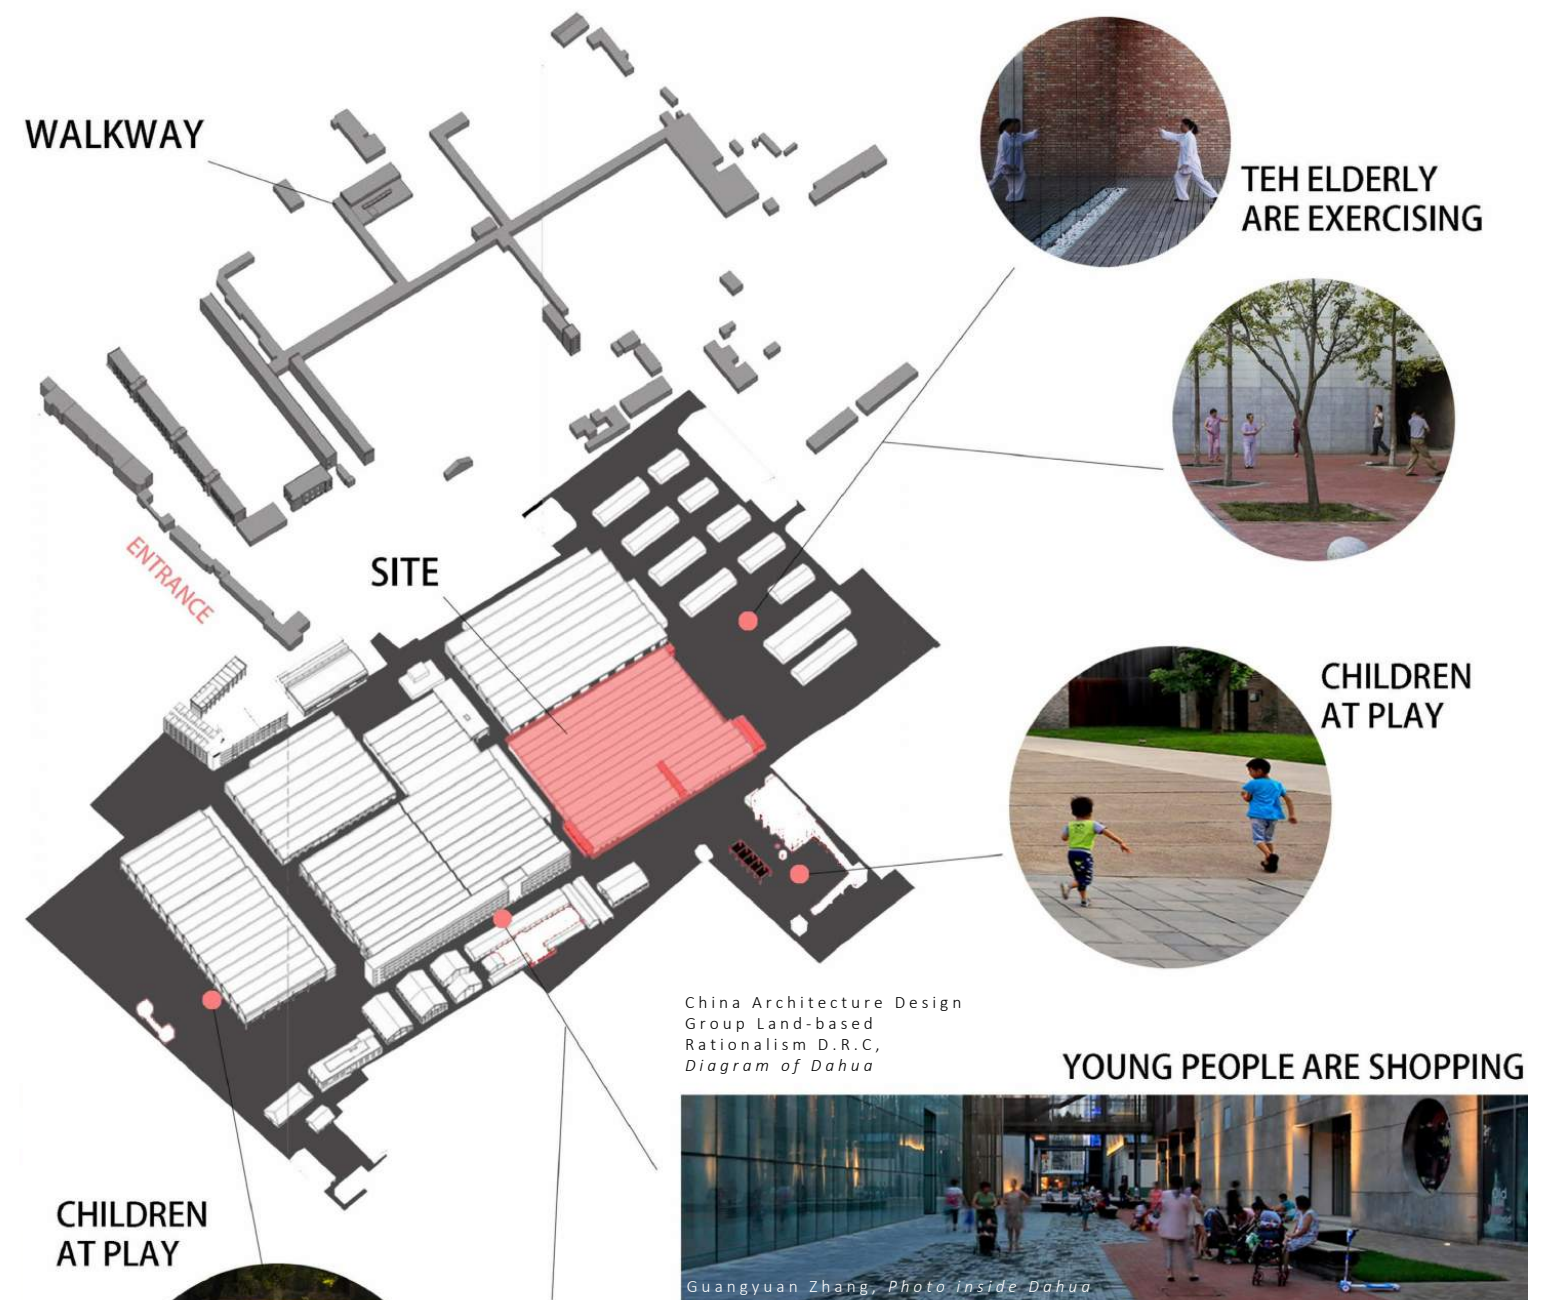 WALKWAY
TEH ELDERLY
ARE EXERCISING
ENTRANCE
SITE
CHILDREN
AT PLAY
China Architecture Design
Group Land-based
Rationalism D.R.C,
Diagram of Dahua
YOUNG PEOPLE ARE SHOPPING
CHILDREN
AT PLAY
Guangyuan Zhang, Photo inside Dahua